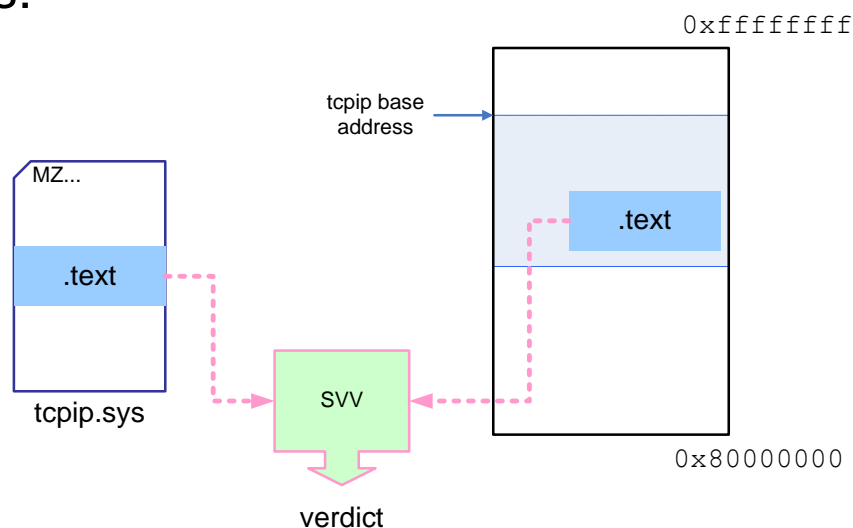 0xffffffff
tcpip base
address
MZ...
.text
.text
tcpip.sys
SVV
0x80000000
verdict